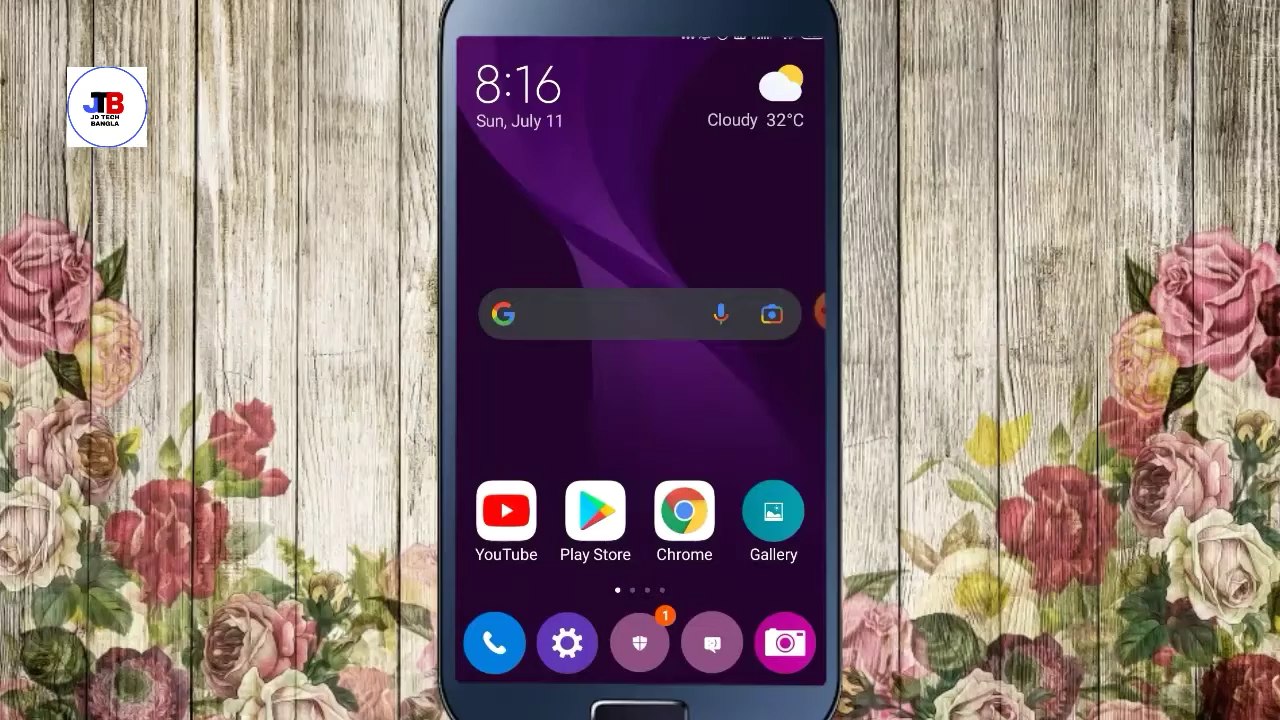 JTB
JD TECH
BANGLA
8:16
Sun, July 11
Cloudy 32°C
YouTube
Play Store
Chrome
Gallery
1